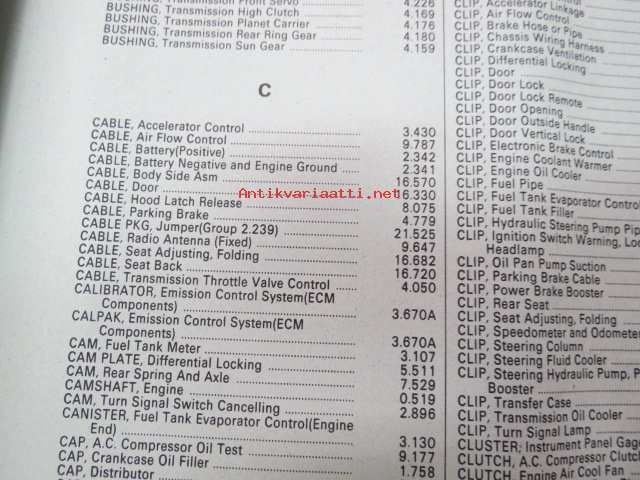 BUSHING, Transmission Front Servo 4.226
BUSHING, Transmission High Clutch 4.169
BUSHING, Transmission Planet Carrier 4.176
BUSHING, Transmission Rear Ring Gear 4.180
BUSHING, Transmission Sun Gear 4.159
C
CABLE, Accelerator Control 3.430
CABLE, Air Flow Control 9.787
CABLE, Battery(Positive) 2.342
CABLE, Battery Negative and Engine Ground 2.341
CABLE, Body Side Asm 16.570
CABLE, Door 16.330
CABLE, Hood Latch Release 8.075
CABLE, Parking Brake 4.779
CABLE PKG, Jumper(Group 2.239) 21.525
CABLE, Radio Antenna (Fixed) 9.647
CABLE, Seat Adjusting, Folding 16.682
CABLE, Seat Back 16.720
CABLE, Transmission Throttle Valve Control 4.050
CALIBRATOR, Emission Control System(ECM
Components) 3.670A
CALPAK, Emission Control System(ECM
Components) 3.670A
CAM, Fuel Tank Meter 3.107
CAM PLATE, Differential Locking 5.511
CAM, Rear Spring And Axle 7.529
CAMSHAFT, Engine 0.519
CAM, Turn Signal Switch Cancelling 2.896
CANISTER, Fuel Tank Evaporator Control(Engine
End) 3.130
CAP, A.C. Compressor Oil Test 9.177
CAP, Crankcase Oil Filler 1.758
CAP, Distributor
CLIP, Accelerator Linkage
CLIP, Air Flow Control
CLIP, Brake Hose or Pipe
CLIP, Chassis Wiring Harness
CLIP, Crankcase Ventilation
CLIP, Differential Locking
CLIP, Door
CLIP, Door Lock
CLIP, Door Lock Remote
CLIP, Door Opening
CLIP, Door Outside Handle
CLIP, Door Vertical Lock
CLIP, Electronic Brake Control
CLIP, Engine Coolant Warmer
CLIP, Engine Oil Cooler
CLIP, Fuel Pipe
CLIP, Fuel Tank Evaporator Control
CLIP, Fuel Tank Filler
CLIP, Hydraulic Steering Pump Pip
CLIP, Ignition Switch Warning, Lo
Headlamp
CLIP, Oil Pan Pump Suction
CLIP, Parking Brake Cable
CLIP, Power Brake Booster
CLIP, Rear Seat
CLIP, Seat Adjusting, Folding
CLIP, Speedometer and Odometer
CLIP, Steering Column
CLIP, Steering Fluid Cooler
CLIP, Steering Hydraulic Pump, P
Booster
CLIP, Transfer Case
CLIP, Transmission Oil Cooler
CLIP, Turn Signal Lamp
CLUSTER, Instrument Panel Gage
CLUTCH, A.C. Compressor Clutch
CLUTCH, Engine Air Cool Fan
Antikvariaatti.net